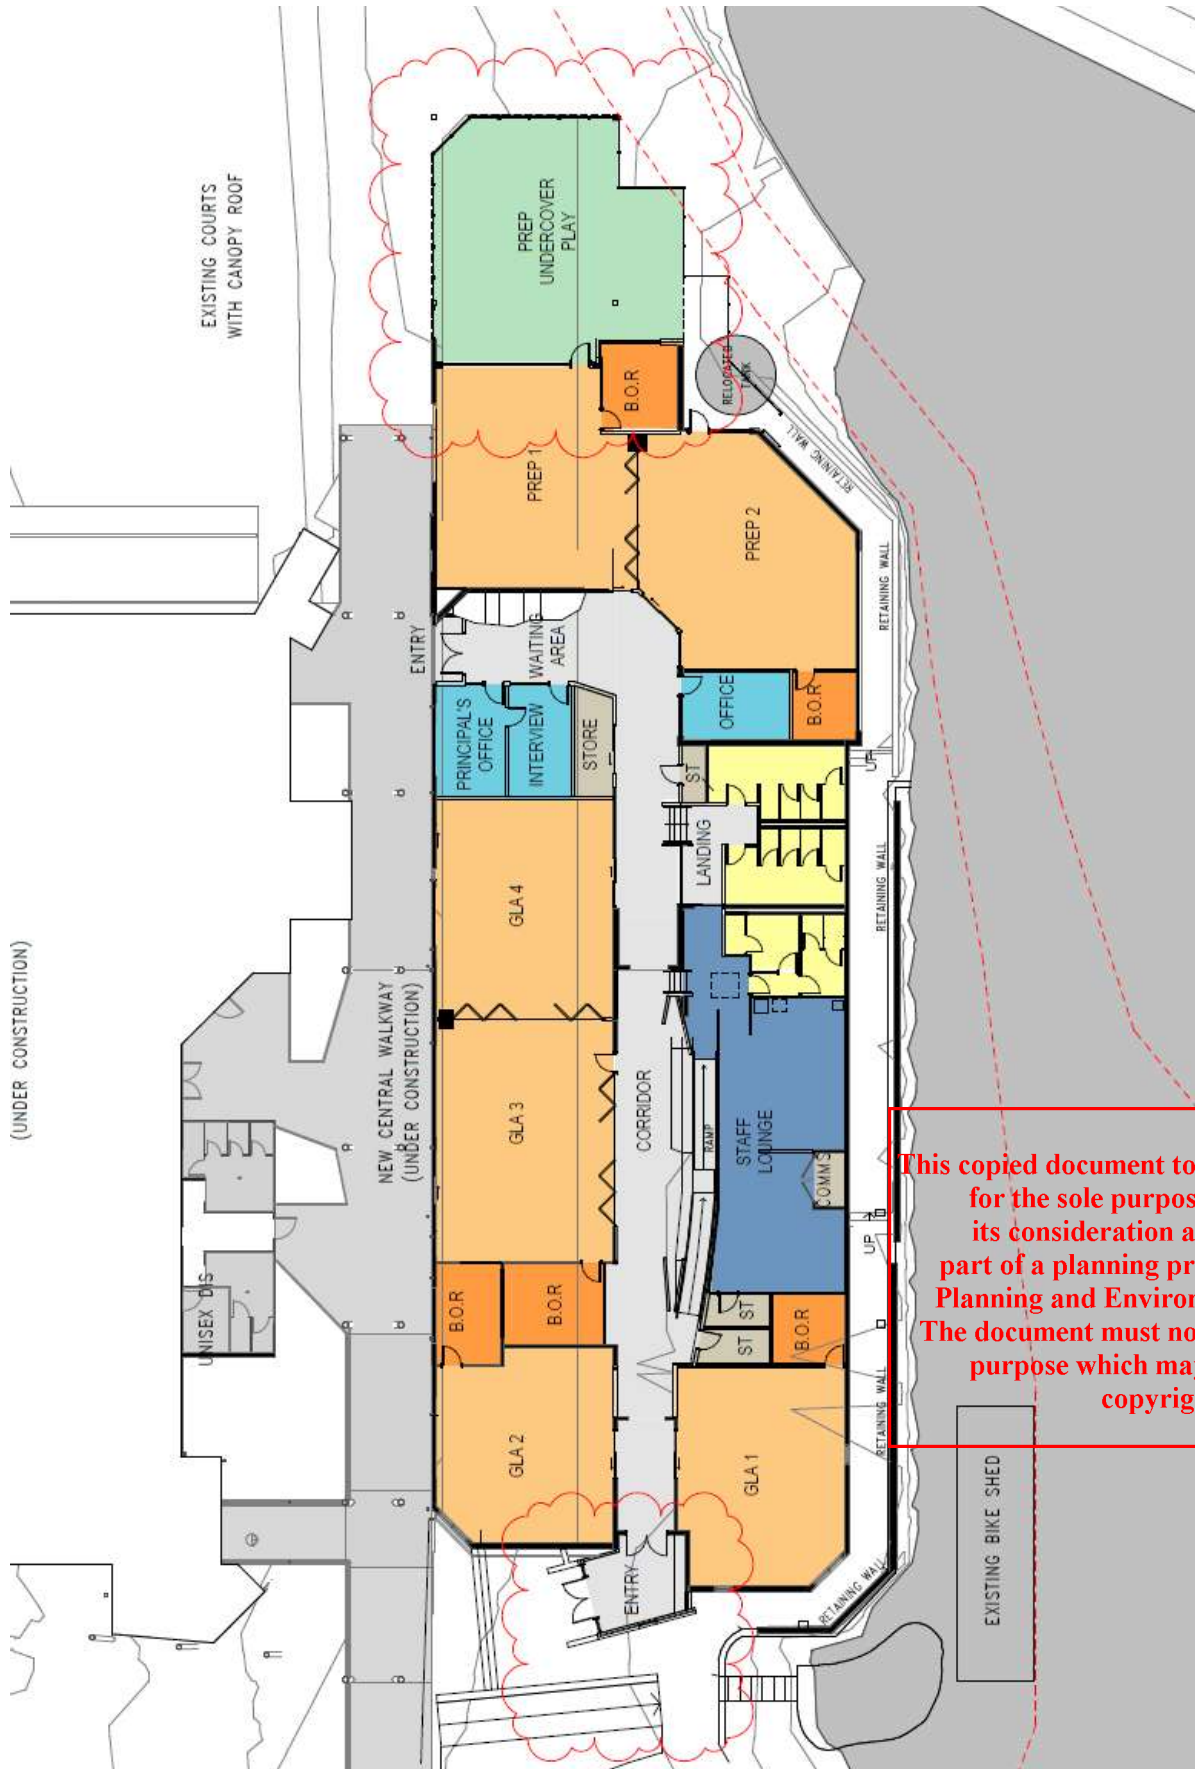 EXISTING COURTS
WITH CANOPY ROOF
PREP
UNDERCOVER
PLAY
B.O.R
RELOCATED
TANK
RETAINING WALL
PREP 1
PREP 2
RETAINING WALL
ENTRY
WAITING
AREA
PRINCIPAL'S
OFFICE
INTERVIEW
STORE
OFFICE
B.O.R
ST
UP
LANDING
GLA 4
RETAINING WALL
(UNDER CONSTRUCTION)
NEW CENTRAL WALKWAY
(UNDER CONSTRUCTION)
GLA 3
CORRIDOR
RAMP
STAFF
LOUNGE
COMMS
UP
This copied document to
for the sole purpos
its consideration a
part of a planning pr
Planning and Environ
The document must no
purpose which may
copyrig
UNISEX DIS
B.O.R
B.O.R
ST
ST
B.O.R
RETAINING WALL
GLA 2
GLA 1
EXISTING BIKE SHED
ENTRY
RETAINING WALL